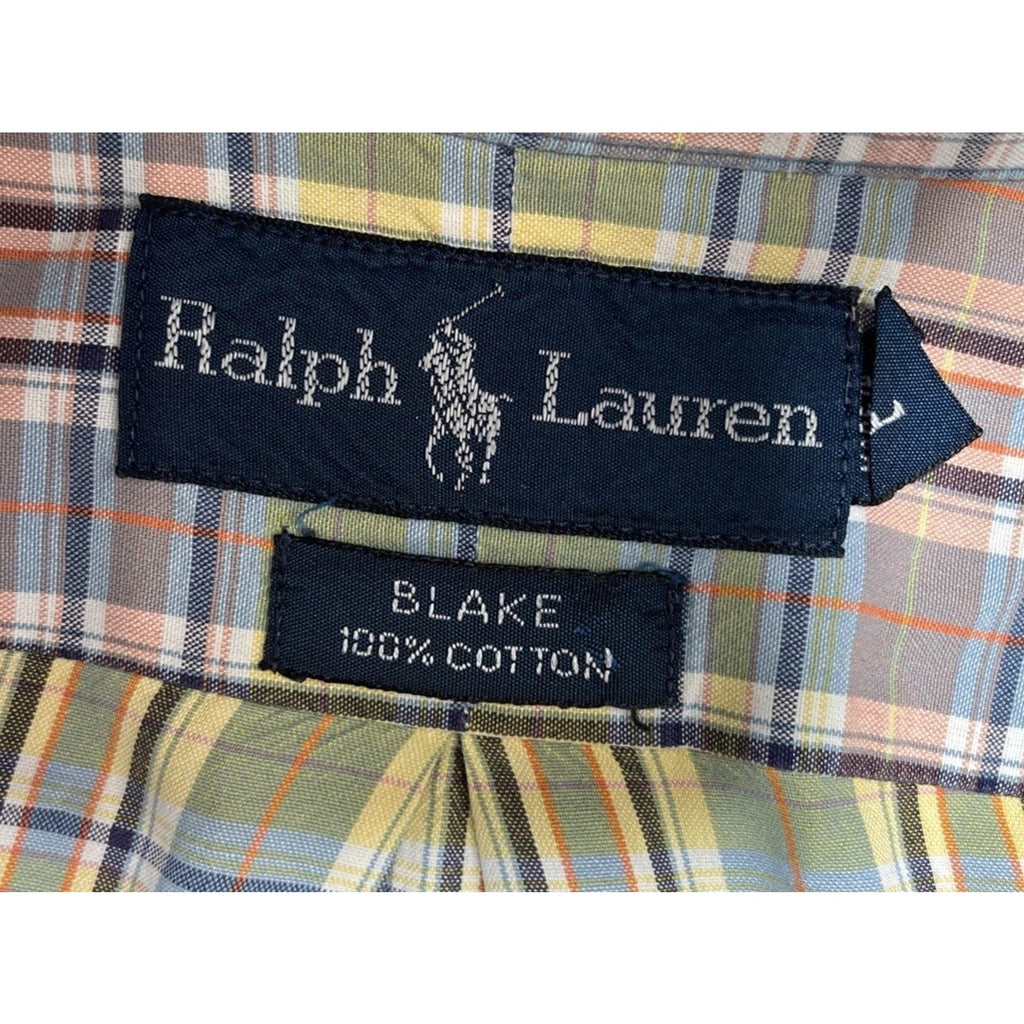 Ralph Lauren
L
BLAKE
100% COTTON